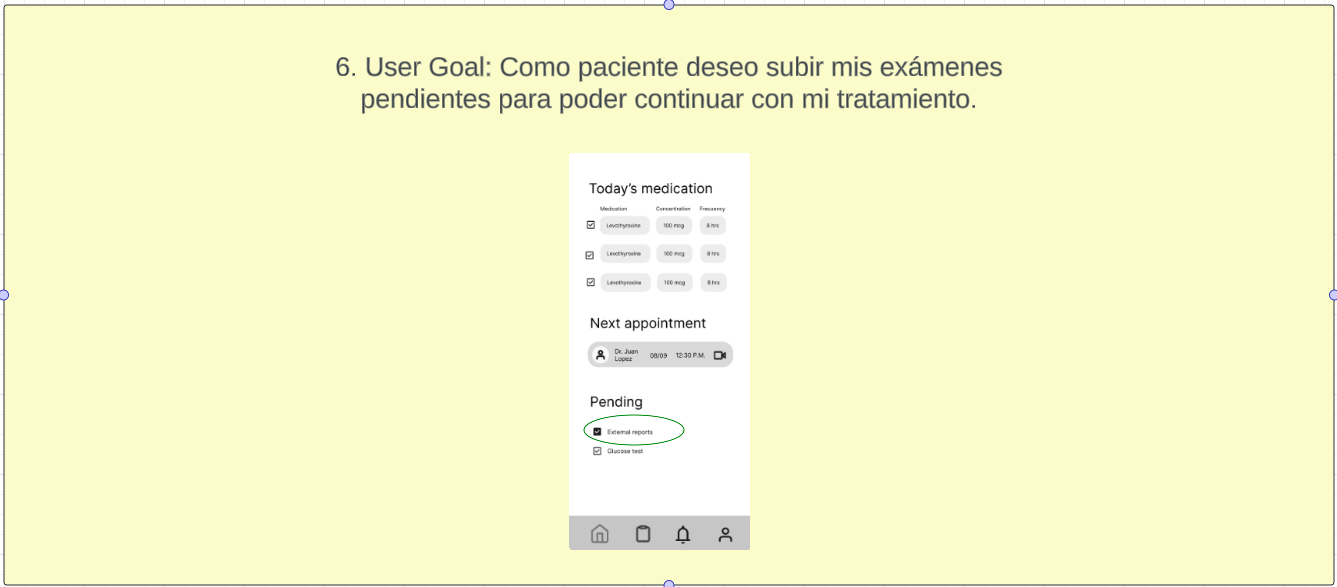 6. User Goal: Como paciente deseo subir mis exámenes
pendientes para poder continuar con mi tratamiento.
Today's medication
Medication Concentration Frecuency
Levothyroxine 100 mcg 8 hrs
Levothyroxine 100 mcg 8 hrs
Levothyroxine 100 mcg 8 hrs
Next appointment
Dr. Juan
Lopez 08/09 12:30 P.M.
Pending
External reports
Glucose test